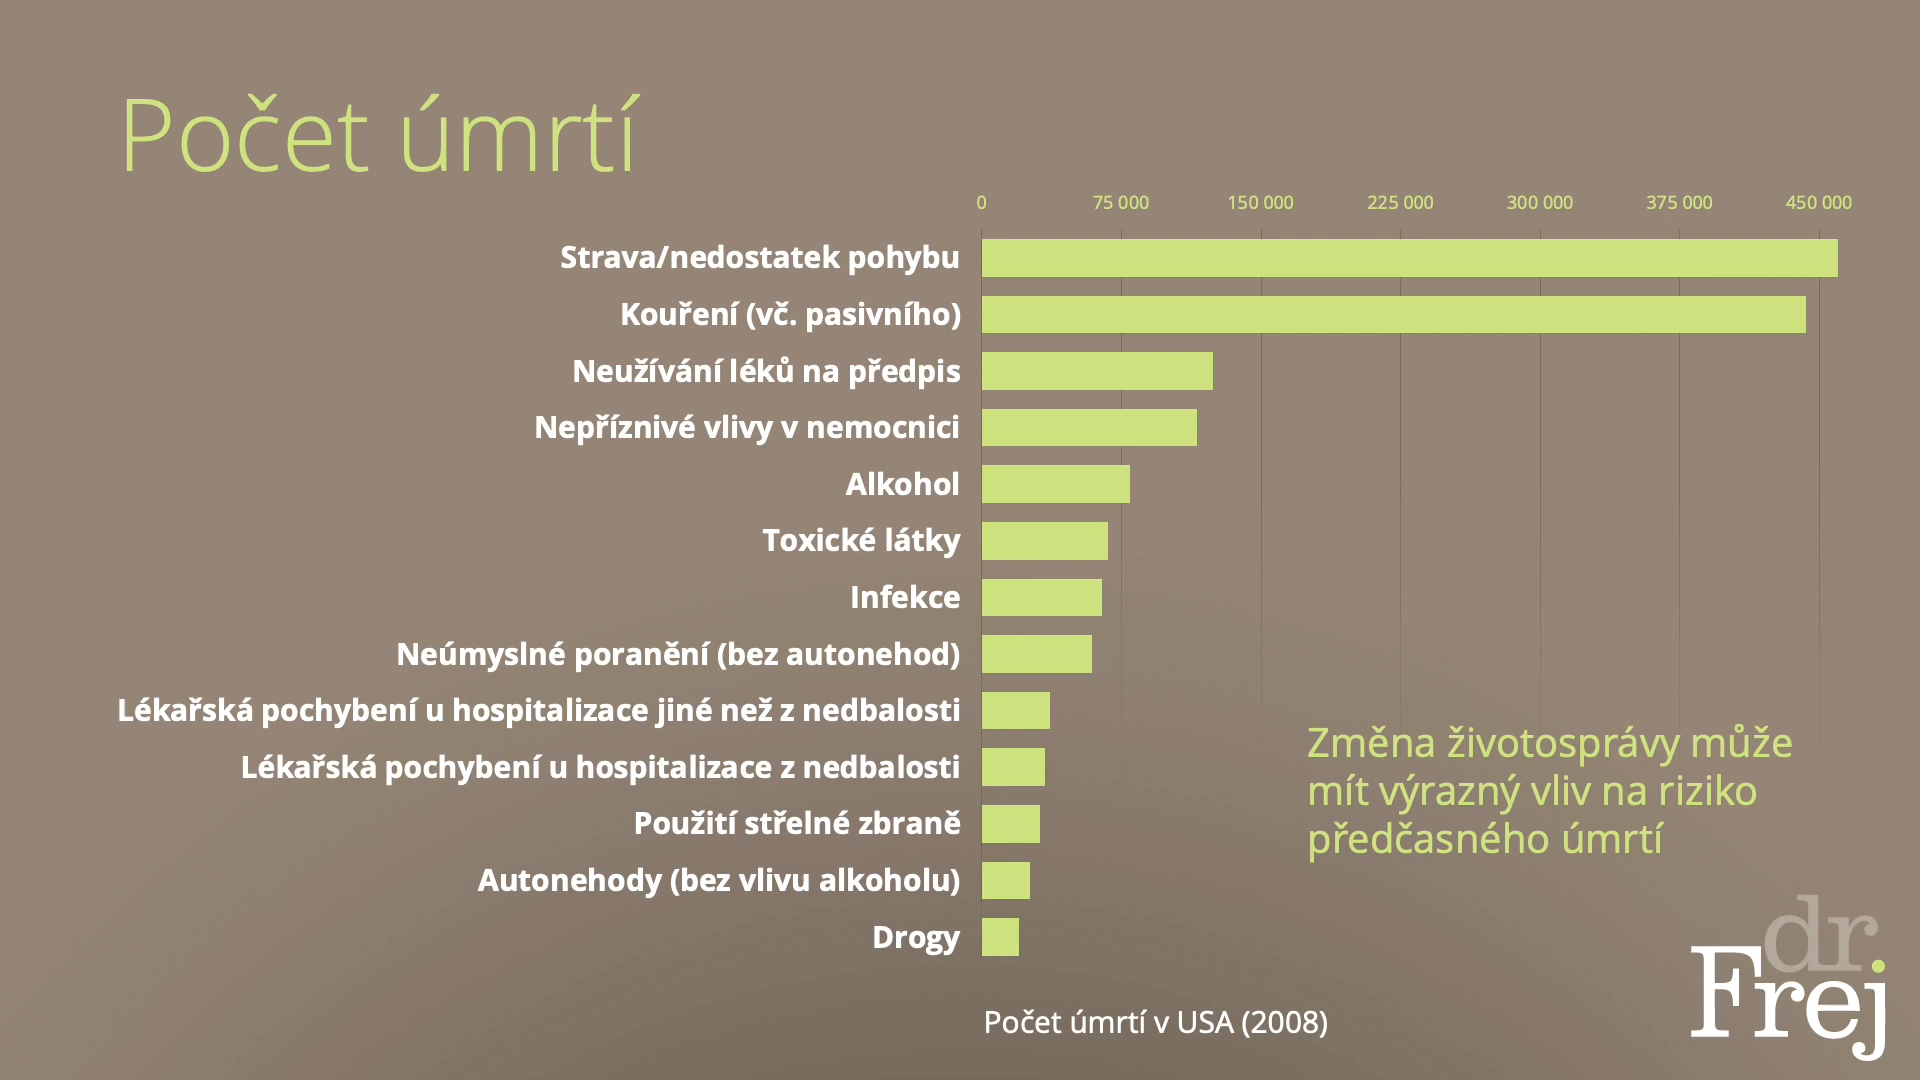 Počet úmrtí
0 75 000 150 000 225 000 300 000 375 000 450 000
Strava/nedostatek pohybu
Kouření (vč. pasivního)
Neužívání léků na předpis
Nepříznivé vlivy v nemocnici
Alkohol
Toxické látky
Infekce
Neúmyslné poranění (bez autonehod)
Lékařská pochybení u hospitalizace jiné než z nedbalosti
Lékařská pochybení u hospitalizace z nedbalosti
Použití střelné zbraně
Autonehody (bez vlivu alkoholu)
Drogy
Změna životosprávy může
mít výrazný vliv na riziko
předčasného úmrtí
Počet úmrtí v USA (2008)
dr.
Frej